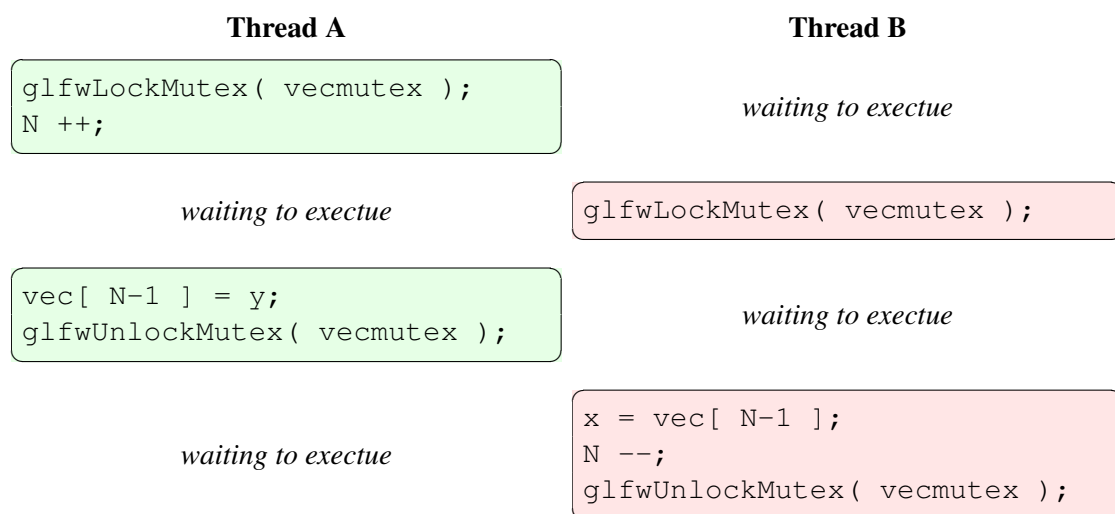 Thread A Thread B
glfwLockMutex( vecmutex );
N ++;
waiting to exectue
waiting to exectue
glfwLockMutex( vecmutex );
vec[ N-1 ] = y;
glfwUnlockMutex( vecmutex );
waiting to exectue
waiting to exectue
x = vec[ N-1 ];
N --;
glfwUnlockMutex( vecmutex );